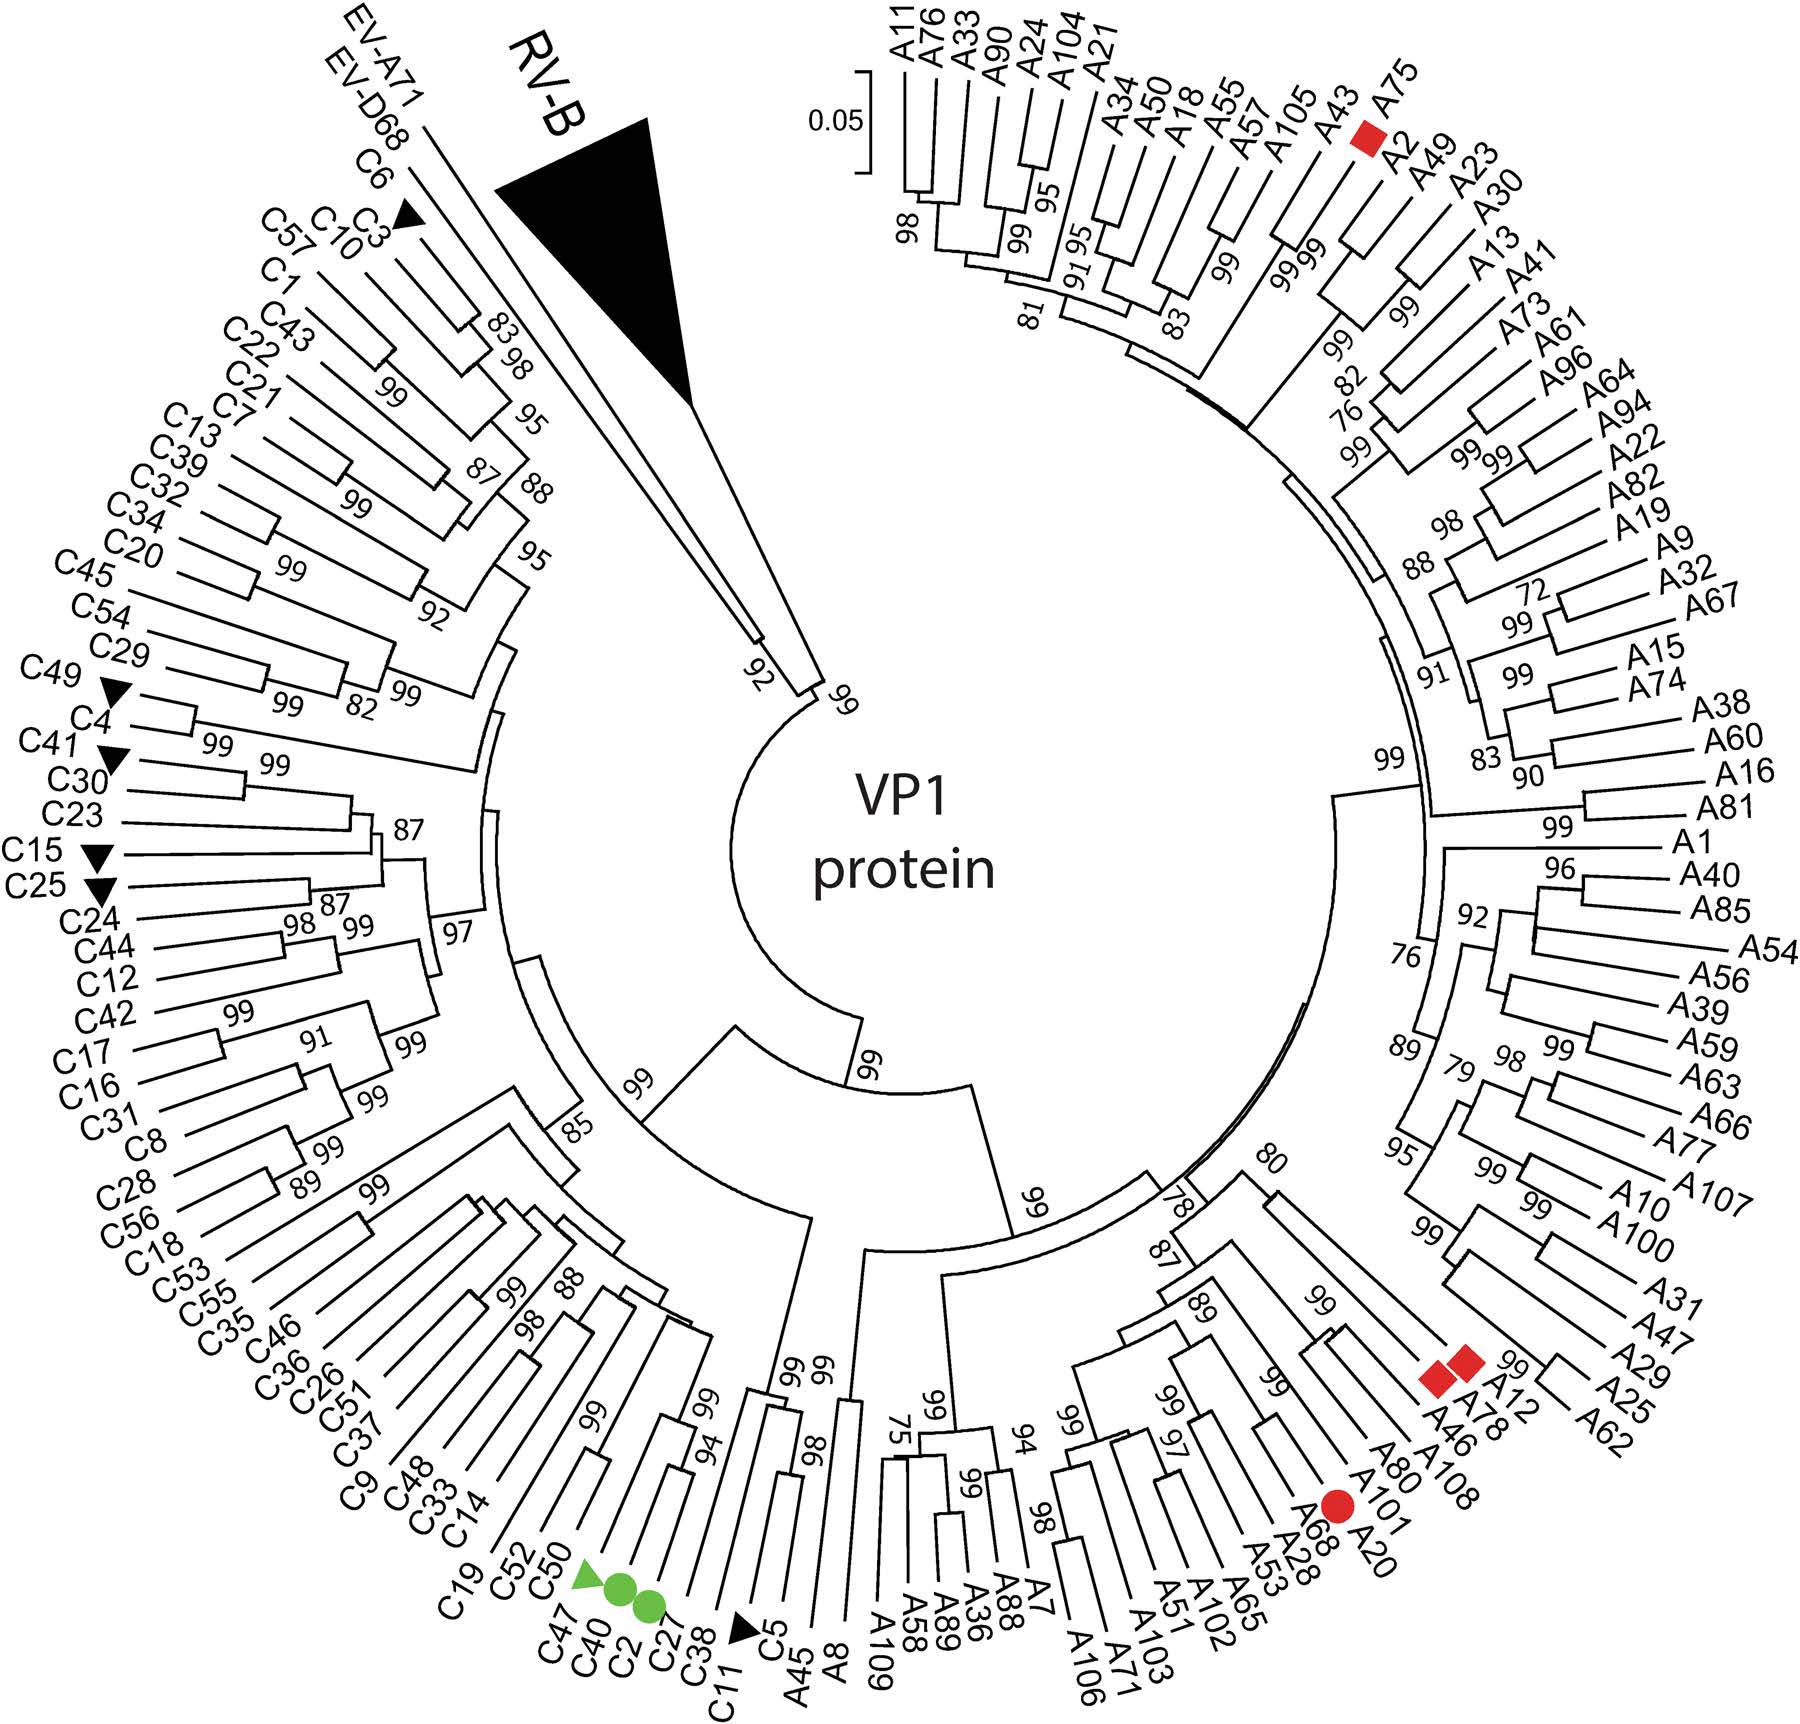 VP1
protein
0.05
RV-B
EV-A71
EV-D68
C6
C3
C10
C57
C1
C43
C22
C21
C7
C13
C39
C32
C34
C20
C45
C54
C29
C49
C4
C41
C30
C23
C15
C25
C24
C44
C12
C42
C17
C16
C31
C8
C28
C56
C18
C53
C55
C35
C46
C36
C26
C51
C37
C9
C48
C33
C14
C19
C52
C50
C47
C40
C2
C27
C38
C11
C5
A45
A8
A109
A58
A89
A36
A88
A7
A106
A71
A103
A51
A102
A65
A53
A28
A68
A20
A101
A80
A108
A46
A78
A12
A62
A25
A29
A47
A31
A100
A10
A107
A77
A66
A63
A59
A39
A56
A54
A85
A40
A1
A81
A16
A60
A38
A74
A15
A67
A32
A9
A19
A82
A22
A94
A64
A96
A61
A73
A41
A13
A30
A23
A49
A2
A75
A43
A105
A57
A55
A18
A50
A34
A21
A104
A24
A90
A33
A76
A11
98
99
95
95
91
81
83
99
99
99
99
99
82
76
99
99
99
98
88
72
99
91
99
83
90
99
99
96
92
76
99
89
79
98
95
99
99
99
99
80
78
87
99
89
99
99
97
99
98
94
99
75
99
99
99
98
99
94
99
88
98
99
99
85
99
89
99
99
91
99
99
97
99
98
87
87
99
99
99
82
99
92
99
95
99
88
87
99
95
98
83
92
99
99
99